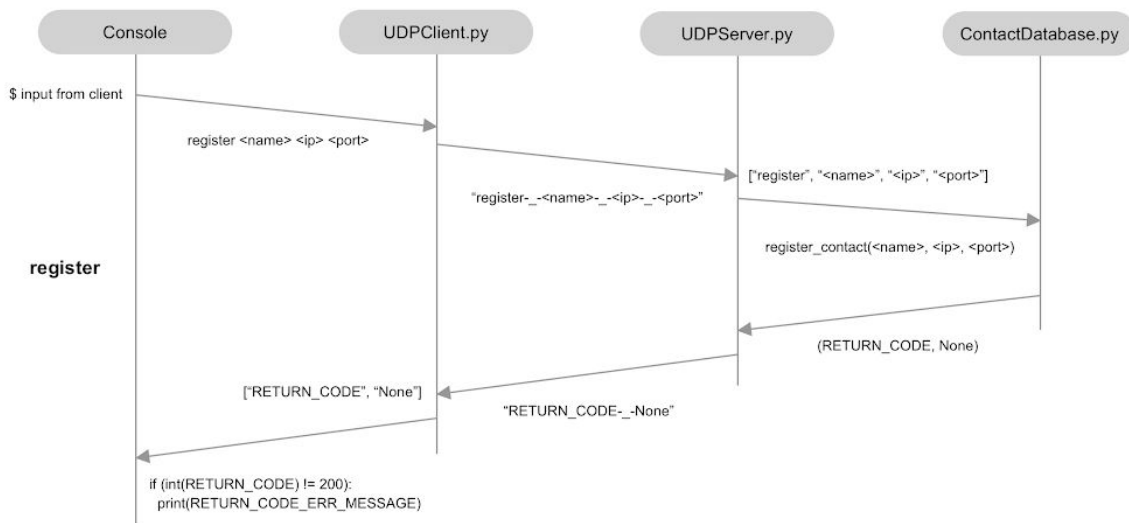 Console
UDPClient.py
UDPServer.py
ContactDatabase.py
$ input from client
register <name> <ip> <port>
["register", "<name>", "<ip>", "<port>"]
“register-_-<name>-_-<ip>-_-<port>”
register_contact(<name>, <ip>, <port>)
register
(RETURN_CODE, None)
[“RETURN_CODE”, “None”]
“RETURN_CODE-_-None”
if (int(RETURN_CODE) != 200):
print(RETURN_CODE_ERR_MESSAGE)